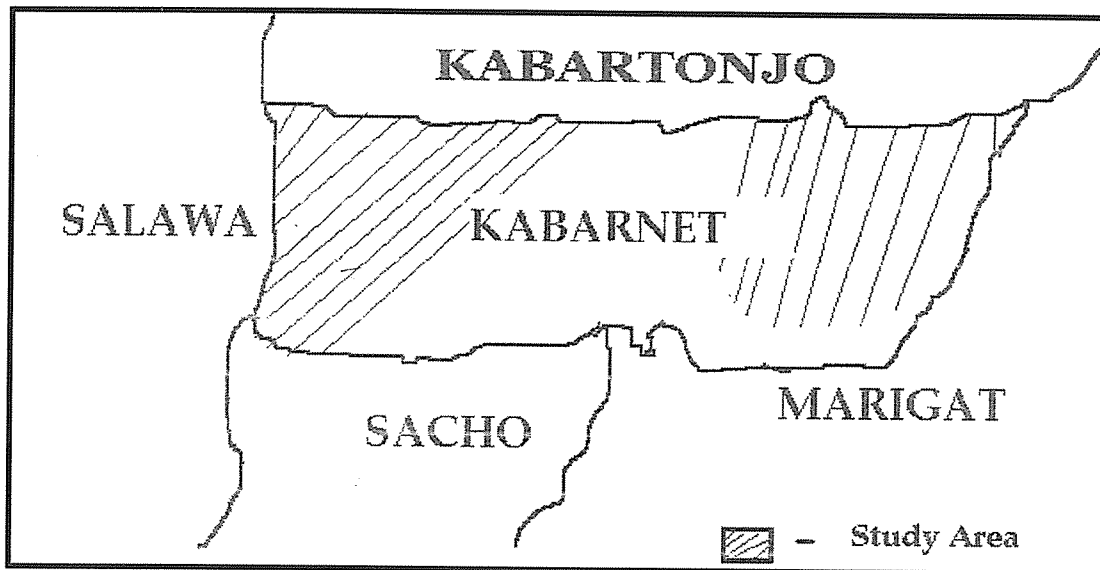 KABARTONJO
SALAWA
KABARNET
MARIGAT
SACHO
- Study Area